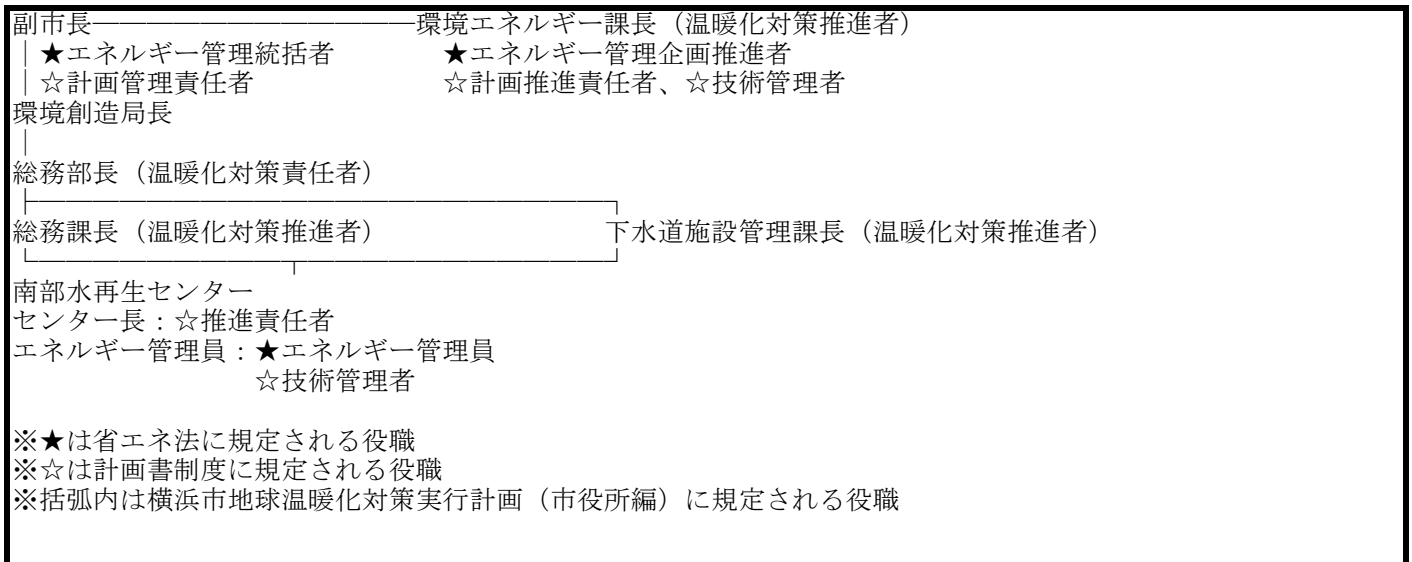 副市長────────────環境エネルギー課長（温暖化対策推進者）
│★エネルギー管理統括者　　　　★エネルギー管理企画推進者
│☆計画管理責任者　　　　　　　☆計画推進責任者、☆技術管理者
環境創造局長
│
総務部長（温暖化対策責任者）
├─────────────────────┐
総務課長（温暖化対策推進者）　　　　　　　　　下水道施設管理課長（温暖化対策推進者）
└─────────┬───────────┘
南部水再生センター
センター長：☆推進責任者
エネルギー管理員：★エネルギー管理員
☆技術管理者
※★は省エネ法に規定される役職
※☆は計画書制度に規定される役職
※括弧内は横浜市地球温暖化対策実行計画（市役所編）に規定される役職